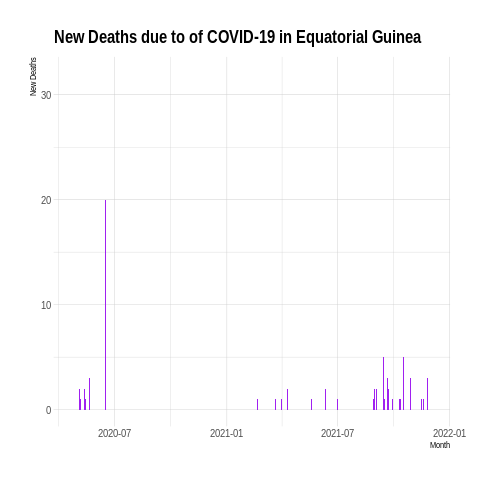 New Deaths due to of COVID-19 in Equatorial Guinea
New Deaths
30
20
10
0
2020-07 2021-01 2021-07 2022-01
Month